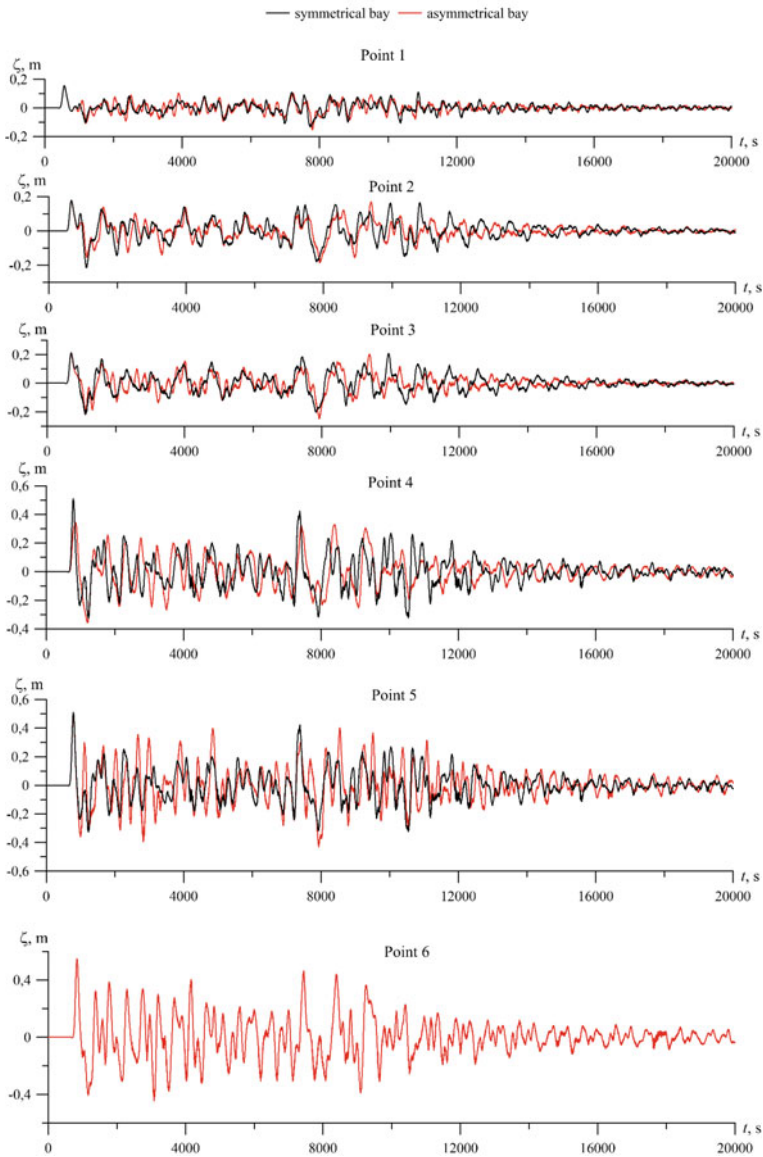 symmetrical bay asymmetrical bay
Point 1
ζ, m
0,2
0
-0,2
t, s
0 4000 8000 12000 16000 20000
Point 2
ζ, m
0,2
0
-0,2
t, s
0 4000 8000 12000 16000 20000
Point 3
ζ, m
0,2
0
-0,2
t, s
0 4000 8000 12000 16000 20000
Point 4
ζ, m
0,6
0,4
0,2
0
-0,2
-0,4
t, s
0 4000 8000 12000 16000 20000
Point 5
ζ, m
0,6
0,4
0,2
0
-0,2
-0,4
-0,6
t, s
0 4000 8000 12000 16000 20000
Point 6
ζ, m
0,4
0
-0,4
t, s
0 4000 8000 12000 16000 20000